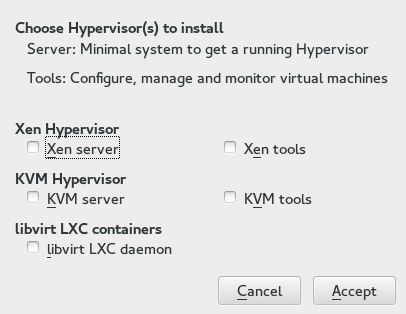 Choose Hypervisor(s) to install
Server: Minimal system to get a running Hypervisor
Tools: Configure, manage and monitor virtual machines
Xen Hypervisor
Xen server Xen tools
KVM Hypervisor
KVM server KVM tools
libvirt LXC containers
libvirt LXC daemon
Cancel Accept